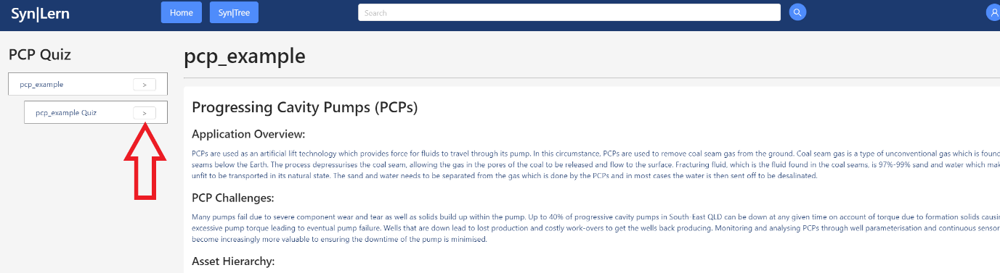 Syn|Lern
Home
Syn|Tree
Search
PCP Quiz
pcp_example
>
pcp_example Quiz
>
pcp_example
Progressing Cavity Pumps (PCPs)
Application Overview:
PCPs are used as an artificial lift technology which provides force for fluids to travel through its pump. In this circumstance, PCPs are used to remove coal seam gas from the ground. Coal seam gas is a type of unconventional gas which is found
seams below the Earth. The process depressurises the coal seam, allowing the gas in the pores of the coal to be released and flow to the surface. Fracturing fluid, which is the fluid found in the coal seams, is 97%-99% sand and water which mak
unfit to be transported in its natural state. The sand and water needs to be separated from the gas which is done by the PCPs and in most cases the water is then sent off to be desalinated.
PCP Challenges:
Many pumps fail due to severe component wear and tear as well as solids build up within the pump. Up to 40% of progressive cavity pumps in South-East QLD can be down at any given time on account of torque due to formation solids causin
excessive pump torque leading to eventual pump failure. Wells that are down lead to lost production and costly work-overs to get the wells back producing. Monitoring and analysing PCPs through well parameterisation and continuous sensor
become increasingly more valuable to ensuring the downtime of the pump is minimised.
Asset Hierarchy: